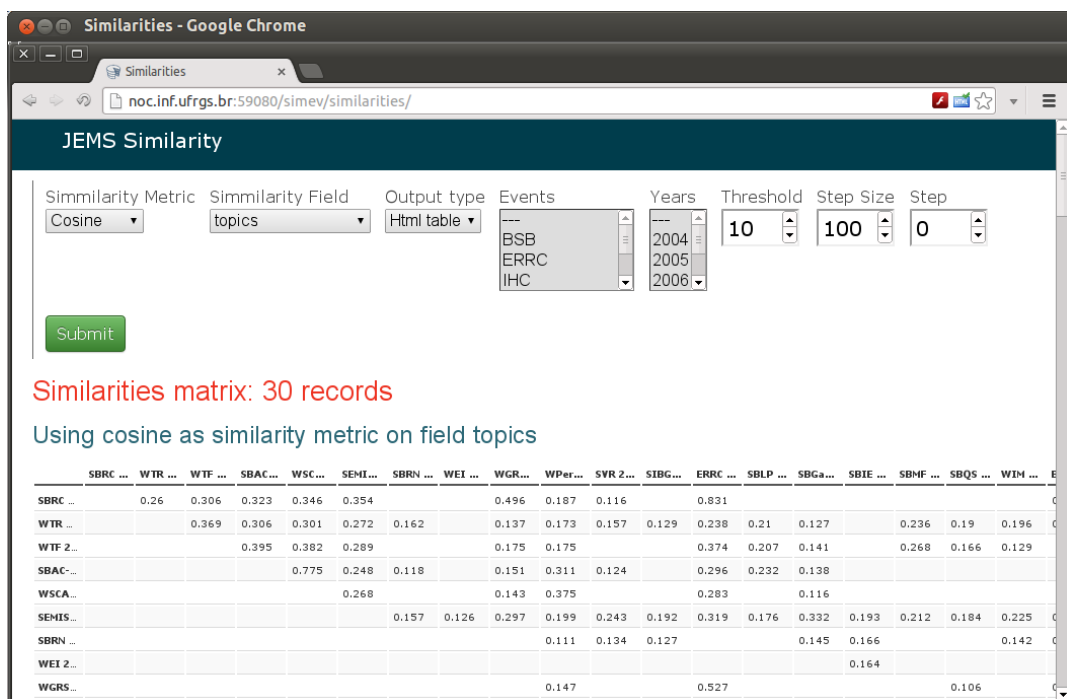 Similarities - Google Chrome
Similarities
noc.inf.ufrgs.br:59080/simev/similarities/
JEMS Similarity
Simmilarity Metric Simmilarity Field Output type Events Years Threshold Step Size Step
Cosine topics Html table --- --- 10 100 0
BSB 2004
ERRC 2005
IHC 2006
Submit
Similarities matrix: 30 records
Using cosine as similarity metric on field topics
SBRC ... WTR ... WTF ... SBAC... WSC... SEMI... SBRN ... WEI ... WGR... WPer... SVR 2... SIBG... ERRC ... SBLP ... SBGa... SBIE ... SBMF ... SBQS ... WIM ... E
SBRC ... 0.26 0.306 0.323 0.346 0.354 0.496 0.187 0.116 0.831
WTR ... 0.369 0.306 0.301 0.272 0.162 0.137 0.173 0.157 0.129 0.238 0.21 0.127 0.236 0.19 0.196
WTF 2... 0.395 0.382 0.289 0.175 0.175 0.374 0.207 0.141 0.268 0.166 0.129
SBAC-... 0.775 0.248 0.118 0.151 0.311 0.124 0.296 0.232 0.138
WSCA... 0.268 0.143 0.375 0.283 0.116
SEMIS... 0.157 0.126 0.297 0.199 0.243 0.192 0.319 0.176 0.332 0.193 0.212 0.184 0.225
SBRN ... 0.111 0.134 0.127 0.145 0.166 0.142
WEI 2... 0.164
WGRS... 0.147 0.527 0.106